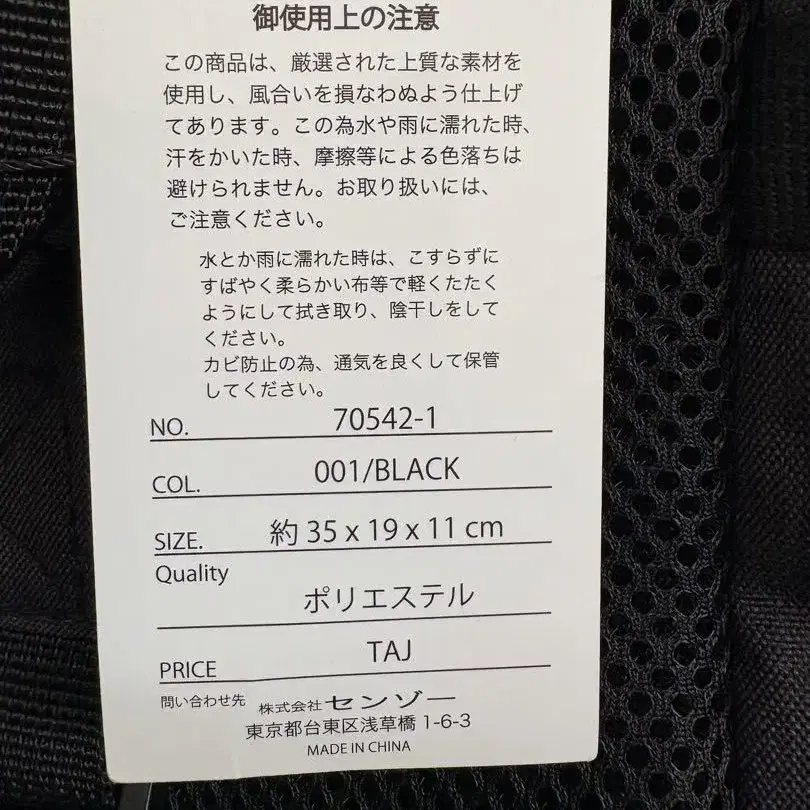 御使用上の注意
この商品は、厳選された上質な素材を
使用し、風合いを損なわぬよう仕上げ
てあります。この為水や雨に濡れた時、
汗をかいた時、摩擦等による色落ちは
避けられません。お取り扱いには、
ご注意ください。
水とか雨に濡れた時は、こすらずに
すばやく柔らかい布等で軽くたたく
ようにして拭き取り、陰干しをして
ください。
カビ防止の為、通気を良くして保管
してください。
NO. 70542-1
COL. 001/BLACK
SIZE. 約 35 x 19 x 11 cm
Quality
ポリエステル
PRICE TAJ
問い合わせ先 株式会社 センゾー
東京都台東区浅草橋 1-6-3
MADE IN CHINA